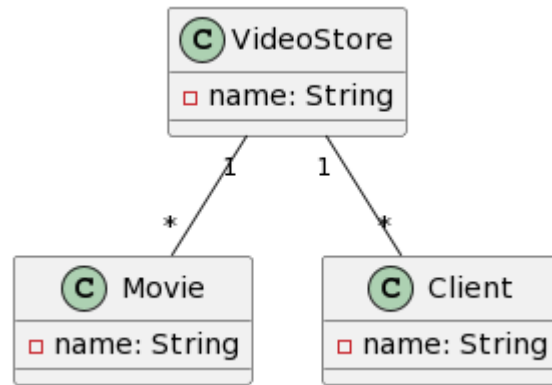 C VideoStore
name: String
1 1
* *
C Movie
name: String
C Client
name: String